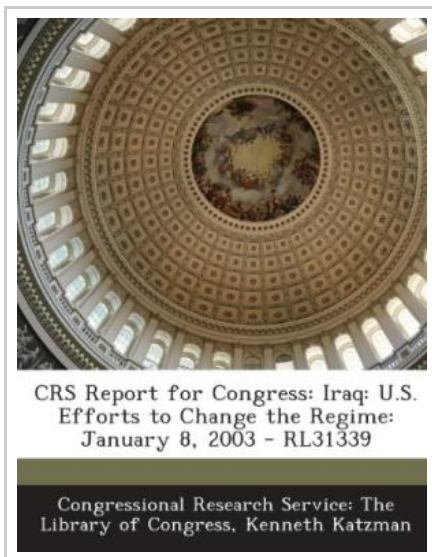 CRS Report for Congress: Iraq: U.S.
Efforts to Change the Regime:
January 8, 2003 - RL31339
Congressional Research Service: The
Library of Congress, Kenneth Katzman